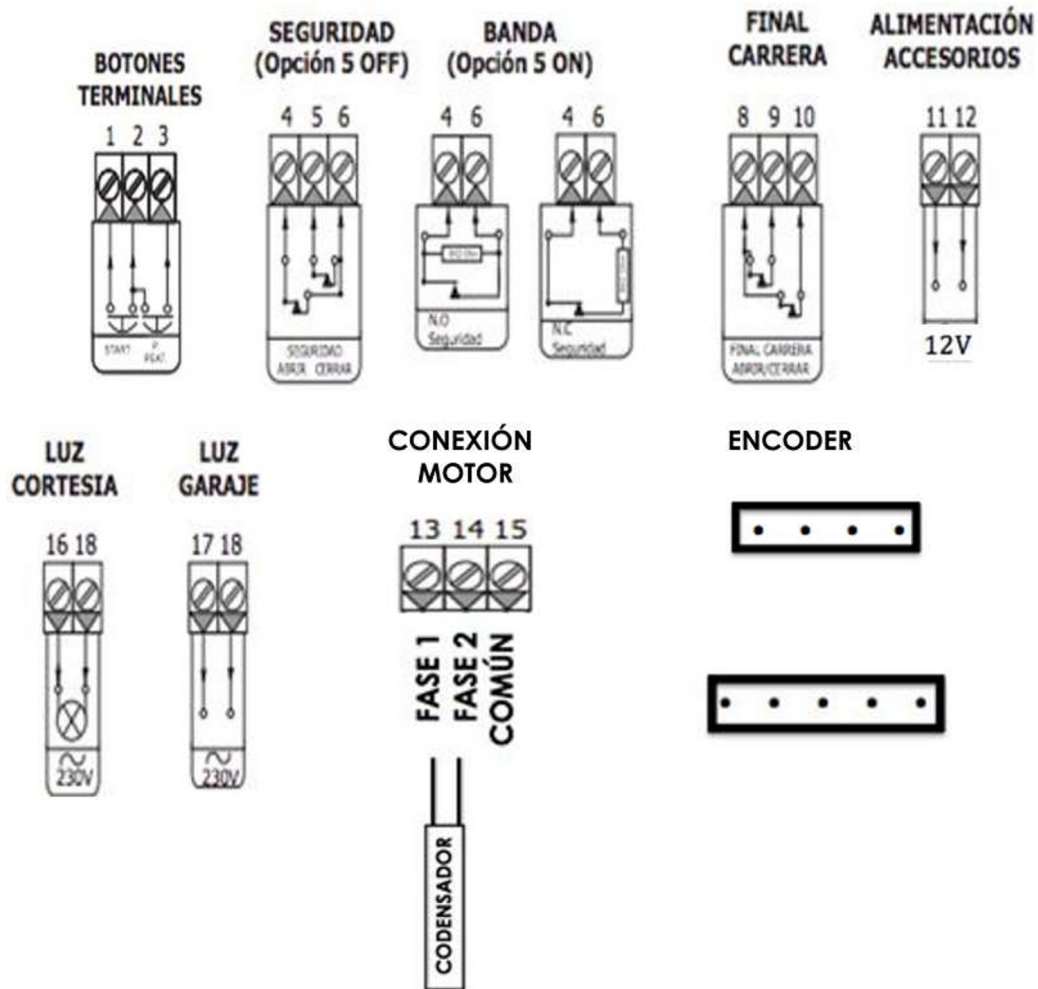 BOTONES
TERMINALES
1 2 3
START
P.
PEAT.
SEGURIDAD
(Opción 5 OFF)
4 5 6
SEGURIDAD
ABRIR CERRAR
BANDA
(Opción 5 ON)
4 6
N.O
Seguridad
4 6
N.C
Seguridad
FINAL
CARRERA
8 9 10
FINAL CARRERA
ABRIR/CERRAR
ALIMENTACIÓN
ACCESORIOS
11 12
12V
LUZ
CORTESIA
16 18
230V
LUZ
GARAJE
17 18
230V
CONEXIÓN
MOTOR
13 14 15
FASE 1
FASE 2
COMÚN
CODENSADOR
ENCODER